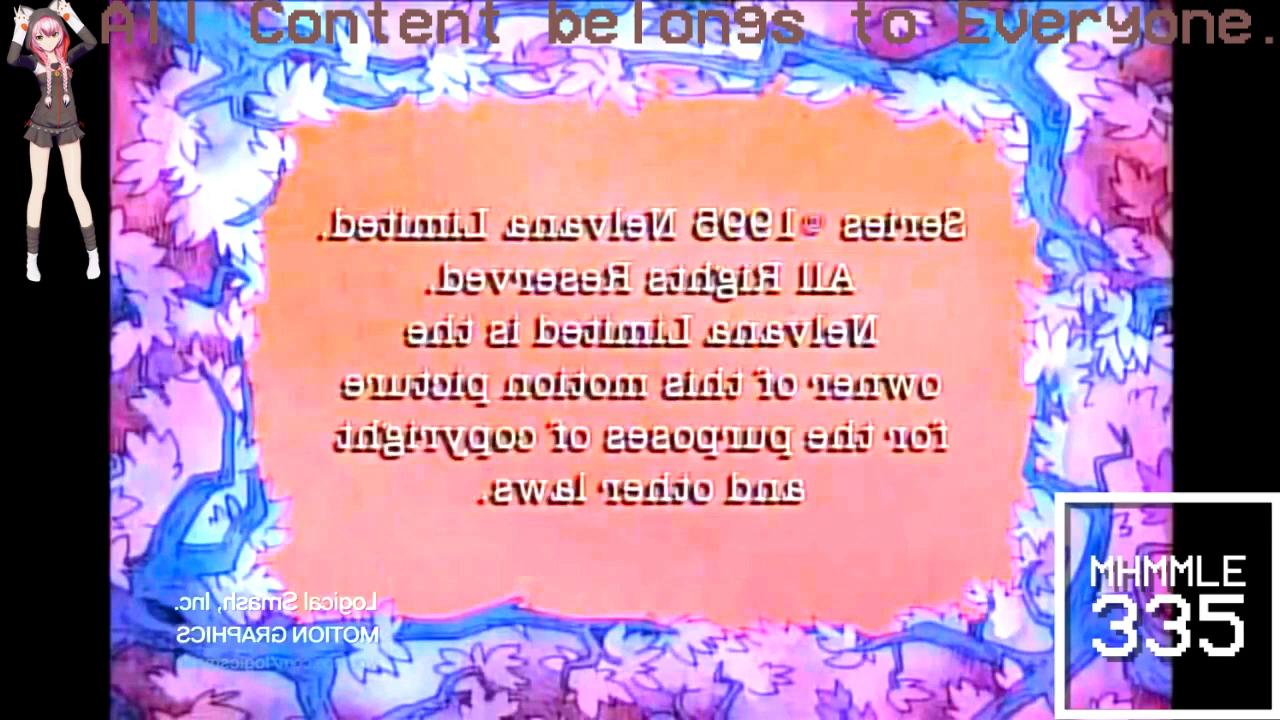 All Content belongs to Everyone.
Series © 1995 Nelvana Limited.
All Rights Reserved.
Nelvana Limited is the
owner of this motion picture
for the purposes of copyright
and other laws.
Logical Smash, Inc.
MOTION GRAPHICS
MHMMLE
335